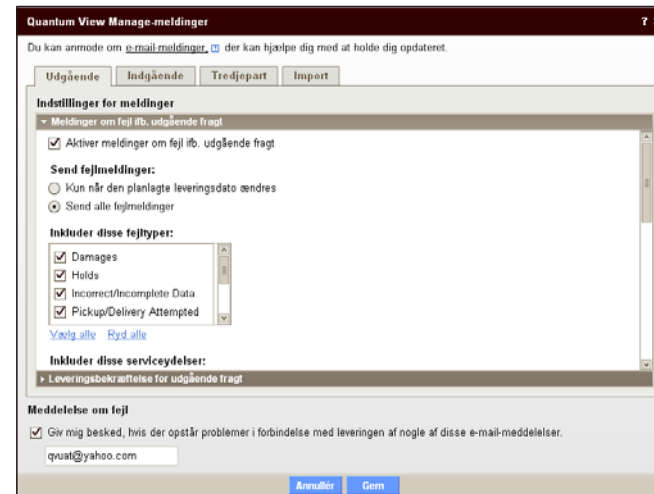 Quantum View Manage-meldinger ?
Du kan anmode om e-mail-meldinger, der kan hjælpe dig med at holde dig opdateret.
Udgående Indgående Tredjepart Import
Indstillinger for meldinger
Meldinger om fejl ifb. udgående fragt
Aktiver meldinger om fejl ifb. udgående fragt
Send fejlmeldinger:
Kun når den planlagte leveringsdato ændres
Send alle fejlmeldinger
Inkluder disse fejltyper:
Damages
Holds
Incorrect/Incomplete Data
Pickup/Delivery Attempted
Vælg alle Ryd alle
Inkluder disse serviceydelser:
Leveringsbekræftelse for udgående fragt
Meddelelse om fejl
Giv mig besked, hvis der opstår problemer i forbindelse med leveringen af nogle af disse e-mail-meddelelser.
qvuat@yahoo.com
Annullér Gem